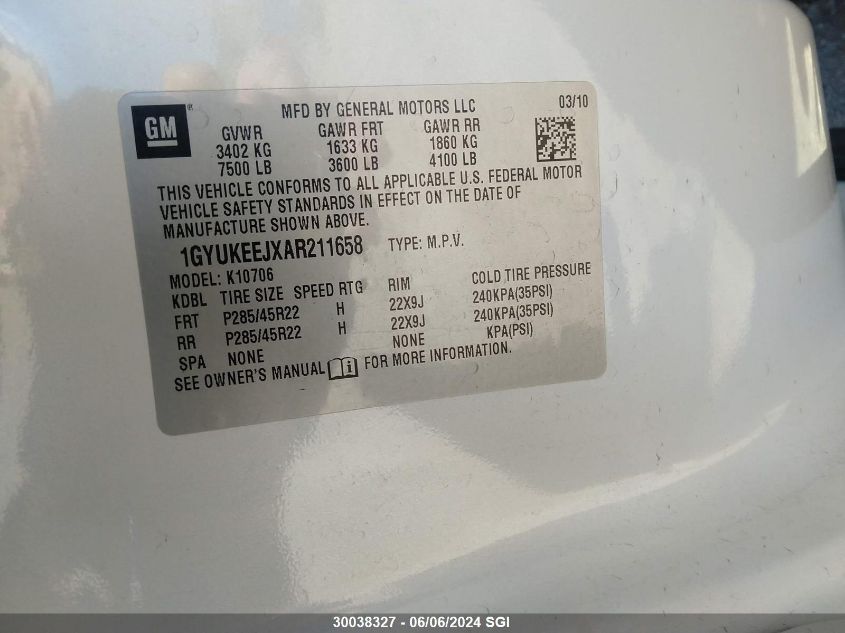 MFD BY GENERAL MOTORS LLC 03/10
GM®
GVWR GAWR FRT GAWR RR
3402 KG 1633 KG 1860 KG
7500 LB 3600 LB 4100 LB
THIS VEHICLE CONFORMS TO ALL APPLICABLE U.S. FEDERAL MOTOR
VEHICLE SAFETY STANDARDS IN EFFECT ON THE DATE OF
MANUFACTURE SHOWN ABOVE.
1GYUKEEJXAR211658 TYPE: M.P.V.
MODEL: K10706
KDBL TIRE SIZE SPEED RTG RIM COLD TIRE PRESSURE
FRT P285/45R22 H 22X9J 240KPA(35PSI)
RR P285/45R22 H 22X9J 240KPA(35PSI)
SPA NONE NONE KPA(PSI)
SEE OWNER'S MANUAL FOR MORE INFORMATION.
30038327 - 06/06/2024 SGI